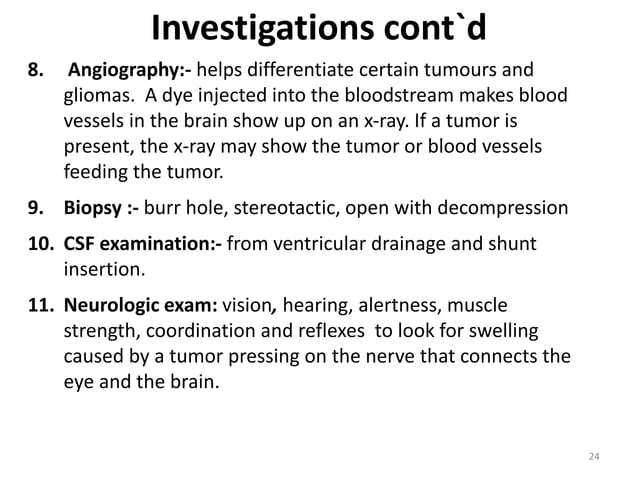 Investigations cont`d
8. Angiography:- helps differentiate certain tumours and
gliomas. A dye injected into the bloodstream makes blood
vessels in the brain show up on an x-ray. If a tumor is
present, the x-ray may show the tumor or blood vessels
feeding the tumor.
9. Biopsy :- burr hole, stereotactic, open with decompression
10. CSF examination:- from ventricular drainage and shunt
insertion.
11. Neurologic exam: vision, hearing, alertness, muscle
strength, coordination and reflexes to look for swelling
caused by a tumor pressing on the nerve that connects the
eye and the brain.
24